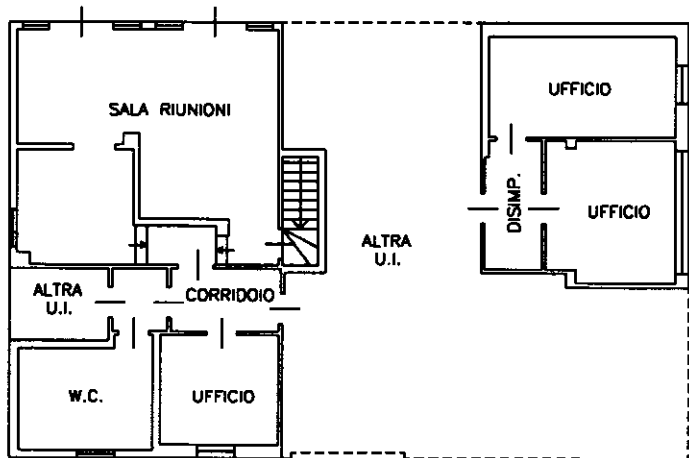 SALA RIUNIONI
UFFICIO
DISIMP.
UFFICIO
ALTRA
U.I.
ALTRA
U.I.
CORRIDOIO
W.C.
UFFICIO